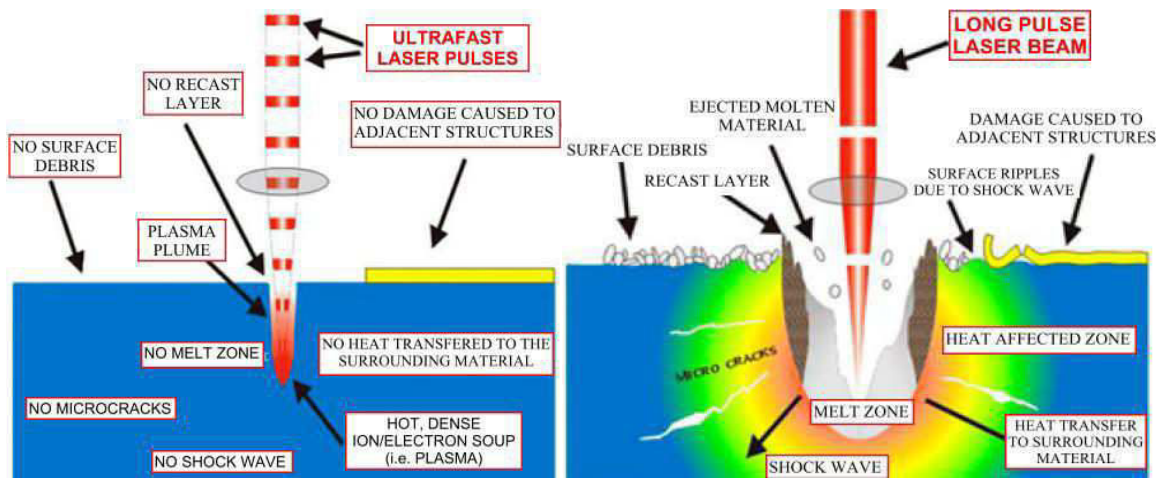 ULTRAFAST
LASER PULSES
NO RECAST
LAYER
NO DAMAGE CAUSED TO
ADJACENT STRUCTURES
NO SURFACE
DEBRIS
PLASMA
PLUME
NO MELT ZONE
NO HEAT TRANSFERED TO THE
SURROUNDING MATERIAL
NO MICROCRACKS
HOT, DENSE
ION/ELECTRON SOUP
(i.e. PLASMA)
NO SHOCK WAVE
LONG PULSE
LASER BEAM
EJECTED MOLTEN
MATERIAL
DAMAGE CAUSED TO
ADJACENT STRUCTURES
SURFACE DEBRIS
RECAST LAYER
SURFACE RIPPLES
DUE TO SHOCK WAVE
HEAT AFFECTED ZONE
MICRO CRACKS
MELT ZONE
HEAT TRANSFER
TO SURROUNDING
MATERIAL
SHOCK WAVE